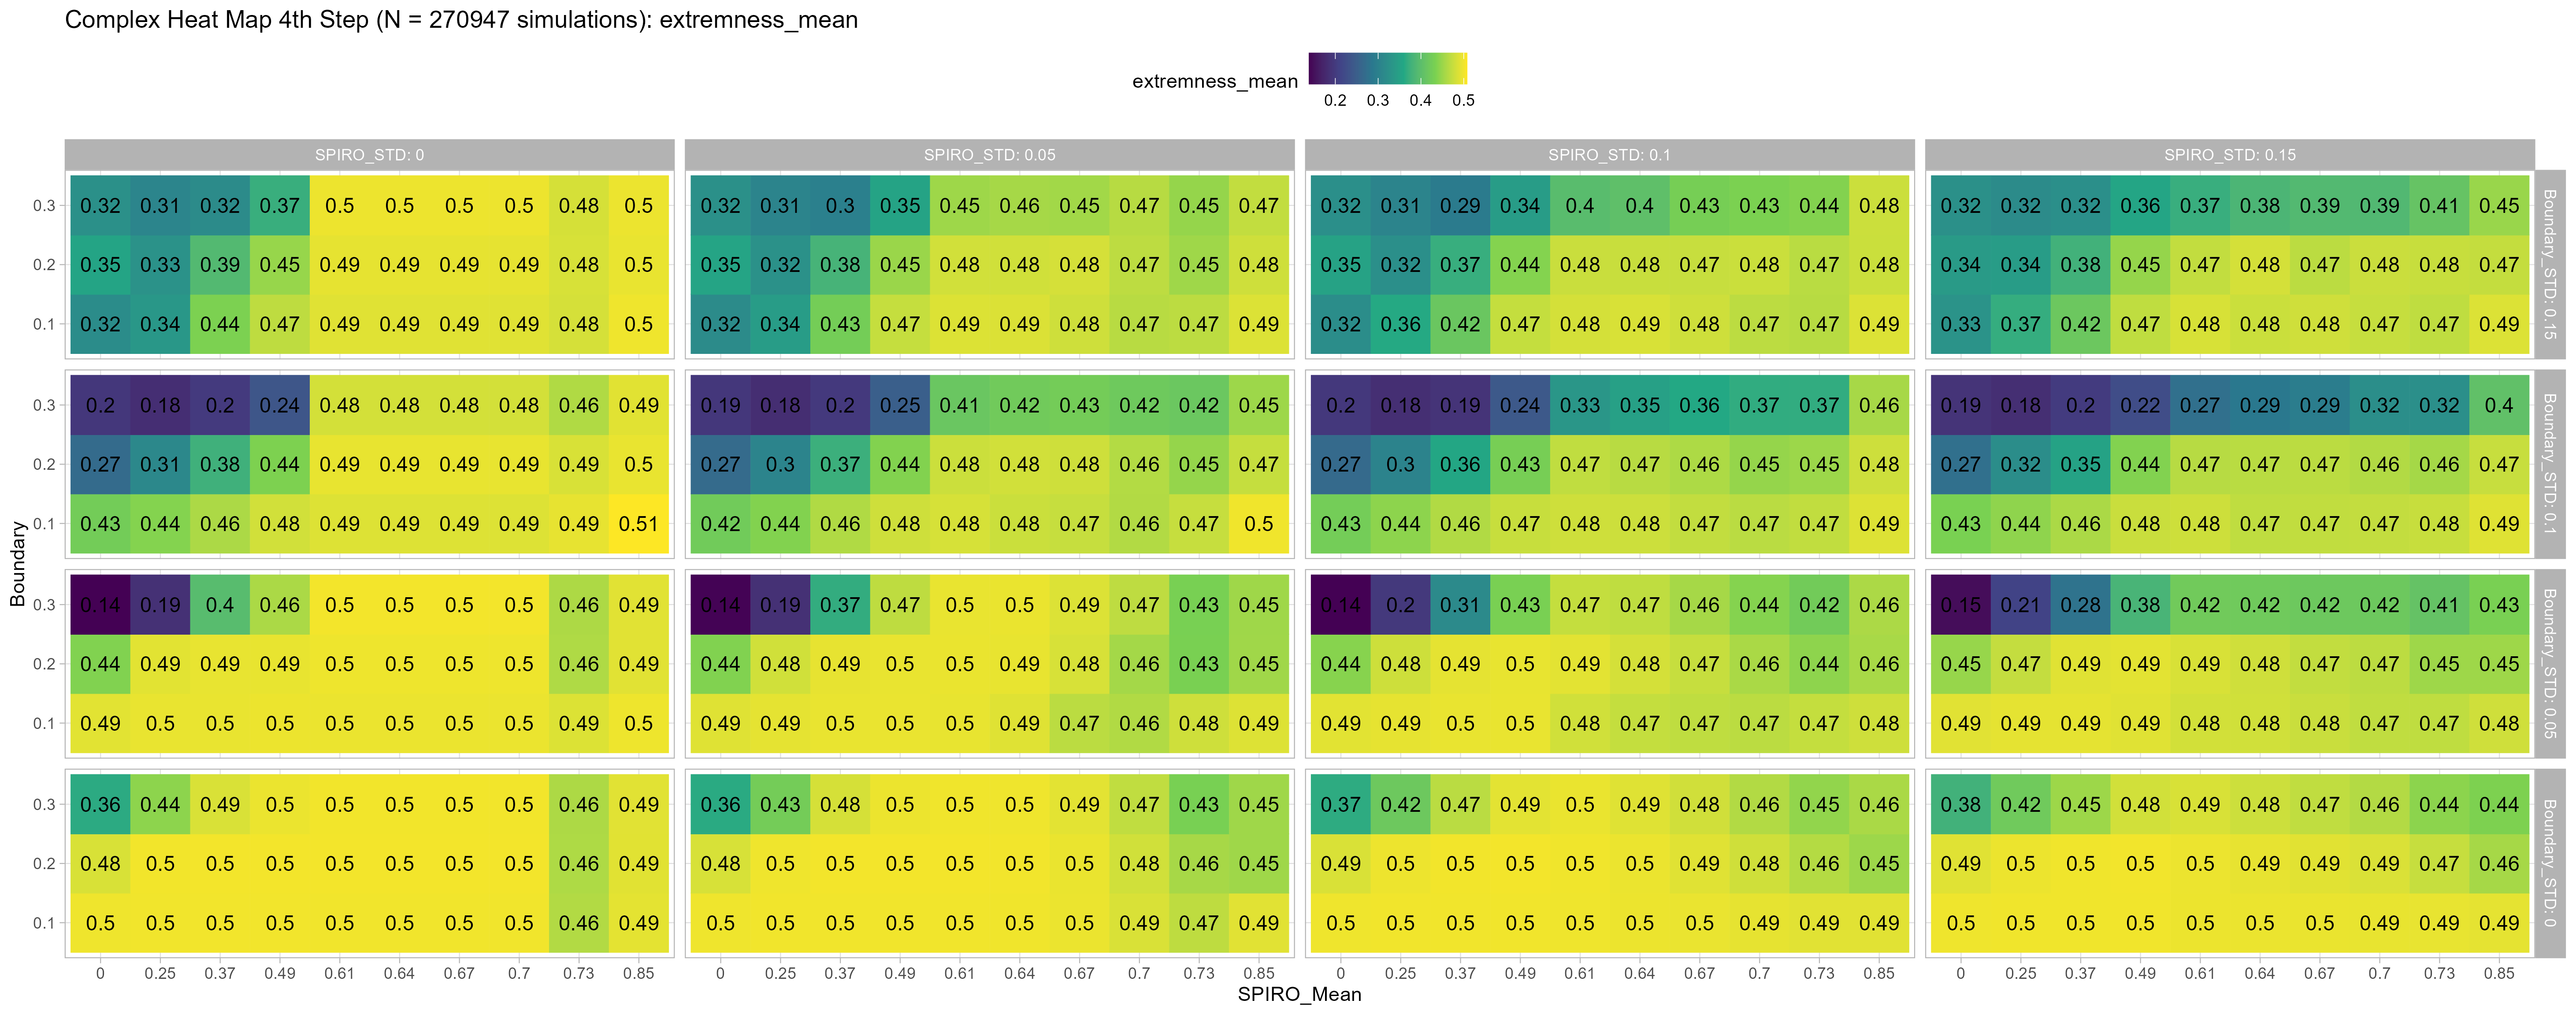 Complex Heat Map 4th Step (N = 270947 simulations): extremness_mean
extremness_mean
0.2 0.3 0.4 0.5
SPIRO_STD: 0 SPIRO_STD: 0.05 SPIRO_STD: 0.1 SPIRO_STD: 0.15
0.3 0.32 0.31 0.32 0.37 0.5 0.5 0.5 0.5 0.48 0.5 0.32 0.31 0.3 0.35 0.45 0.46 0.45 0.47 0.45 0.47 0.32 0.31 0.29 0.34 0.4 0.4 0.43 0.43 0.44 0.48 0.32 0.32 0.32 0.36 0.37 0.38 0.39 0.39 0.41 0.45
0.2 0.35 0.33 0.39 0.45 0.49 0.49 0.49 0.49 0.48 0.5 0.35 0.32 0.38 0.45 0.48 0.48 0.48 0.47 0.45 0.48 0.35 0.32 0.37 0.44 0.48 0.48 0.47 0.48 0.47 0.48 0.34 0.34 0.38 0.45 0.47 0.48 0.47 0.48 0.48 0.47
0.1 0.32 0.34 0.44 0.47 0.49 0.49 0.49 0.49 0.48 0.5 0.32 0.34 0.43 0.47 0.49 0.49 0.48 0.47 0.47 0.49 0.32 0.36 0.42 0.47 0.48 0.49 0.48 0.47 0.47 0.49 0.33 0.37 0.42 0.47 0.48 0.48 0.48 0.47 0.47 0.49
Boundary_STD: 0.15
0.3 0.2 0.18 0.2 0.24 0.48 0.48 0.48 0.48 0.46 0.49 0.19 0.18 0.2 0.25 0.41 0.42 0.43 0.42 0.42 0.45 0.2 0.18 0.19 0.24 0.33 0.35 0.36 0.37 0.37 0.46 0.19 0.18 0.2 0.22 0.27 0.29 0.29 0.32 0.32 0.4
0.2 0.27 0.31 0.38 0.44 0.49 0.49 0.49 0.49 0.49 0.5 0.27 0.3 0.37 0.44 0.48 0.48 0.48 0.46 0.45 0.47 0.27 0.3 0.36 0.43 0.47 0.47 0.46 0.45 0.45 0.48 0.27 0.32 0.35 0.44 0.47 0.47 0.47 0.46 0.46 0.47
0.1 0.43 0.44 0.46 0.48 0.49 0.49 0.49 0.49 0.49 0.51 0.42 0.44 0.46 0.48 0.48 0.48 0.47 0.46 0.47 0.5 0.43 0.44 0.46 0.47 0.48 0.48 0.47 0.47 0.47 0.49 0.43 0.44 0.46 0.48 0.48 0.47 0.47 0.47 0.48 0.49
Boundary_STD: 0.1
0.3 0.14 0.19 0.4 0.46 0.5 0.5 0.5 0.5 0.46 0.49 0.14 0.19 0.37 0.47 0.5 0.5 0.49 0.47 0.43 0.45 0.14 0.2 0.31 0.43 0.47 0.47 0.46 0.44 0.42 0.46 0.15 0.21 0.28 0.38 0.42 0.42 0.42 0.42 0.41 0.43
0.2 0.44 0.49 0.49 0.49 0.5 0.5 0.5 0.5 0.46 0.49 0.44 0.48 0.49 0.5 0.5 0.49 0.48 0.46 0.43 0.45 0.44 0.48 0.49 0.5 0.49 0.48 0.47 0.46 0.44 0.46 0.45 0.47 0.49 0.49 0.49 0.48 0.47 0.47 0.45 0.45
0.1 0.49 0.5 0.5 0.5 0.5 0.5 0.5 0.5 0.49 0.5 0.49 0.49 0.5 0.5 0.5 0.49 0.47 0.46 0.48 0.49 0.49 0.49 0.5 0.5 0.48 0.47 0.47 0.47 0.47 0.48 0.49 0.49 0.49 0.49 0.48 0.48 0.48 0.47 0.47 0.48
Boundary_STD: 0.05
0.3 0.36 0.44 0.49 0.5 0.5 0.5 0.5 0.5 0.46 0.49 0.36 0.43 0.48 0.5 0.5 0.5 0.49 0.47 0.43 0.45 0.37 0.42 0.47 0.49 0.5 0.49 0.48 0.46 0.45 0.46 0.38 0.42 0.45 0.48 0.49 0.48 0.47 0.46 0.44 0.44
0.2 0.48 0.5 0.5 0.5 0.5 0.5 0.5 0.5 0.46 0.49 0.48 0.5 0.5 0.5 0.5 0.5 0.5 0.48 0.46 0.45 0.49 0.5 0.5 0.5 0.5 0.5 0.49 0.48 0.46 0.45 0.49 0.5 0.5 0.5 0.5 0.49 0.49 0.49 0.47 0.46
0.1 0.5 0.5 0.5 0.5 0.5 0.5 0.5 0.5 0.46 0.49 0.5 0.5 0.5 0.5 0.5 0.5 0.5 0.49 0.47 0.49 0.5 0.5 0.5 0.5 0.5 0.5 0.5 0.49 0.49 0.49 0.5 0.5 0.5 0.5 0.5 0.5 0.5 0.49 0.49 0.49
Boundary_STD: 0
Boundary
0 0.25 0.37 0.49 0.61 0.64 0.67 0.7 0.73 0.85 0 0.25 0.37 0.49 0.61 0.64 0.67 0.7 0.73 0.85 0 0.25 0.37 0.49 0.61 0.64 0.67 0.7 0.73 0.85 0 0.25 0.37 0.49 0.61 0.64 0.67 0.7 0.73 0.85
SPIRO_Mean